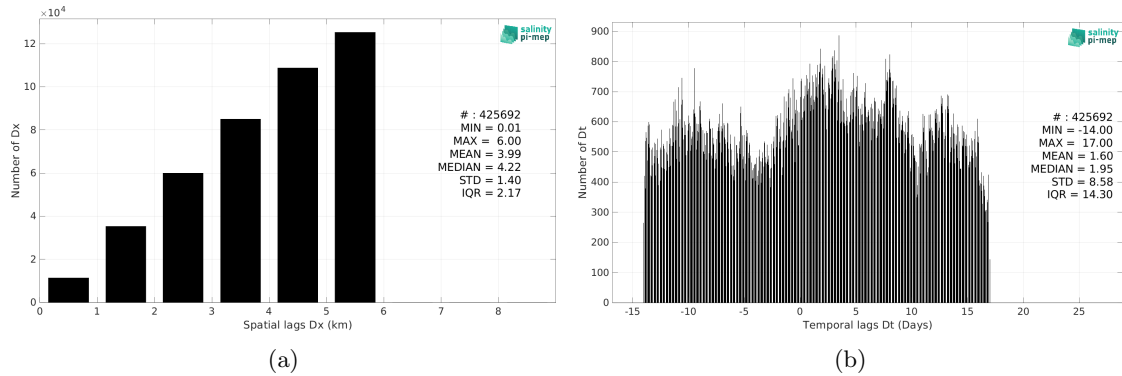 ×10⁴
12
10
8
6
4
2
0
Number of Dx
0 1 2 3 4 5 6 7 8
Spatial lags Dx (km)
salinity
pi-mep
# : 425692
MIN = 0.01
MAX = 6.00
MEAN = 3.99
MEDIAN = 4.22
STD = 1.40
IQR = 2.17
(a)
900
800
700
600
500
400
300
200
100
0
Number of Dt
-15 -10 -5 0 5 10 15 20 25
Temporal lags Dt (Days)
salinity
pi-mep
# : 425692
MIN = -14.00
MAX = 17.00
MEAN = 1.60
MEDIAN = 1.95
STD = 8.58
IQR = 14.30
(b)